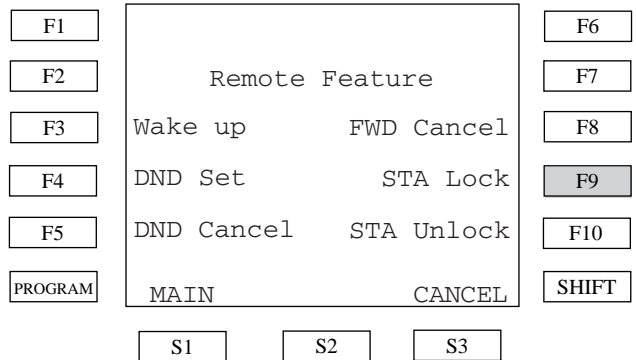 F1 F6
F2 Remote Feature F7
F3 Wake up FWD Cancel F8
F4 DND Set STA Lock F9
F5 DND Cancel STA Unlock F10
PROGRAM MAIN CANCEL SHIFT
S1 S2 S3